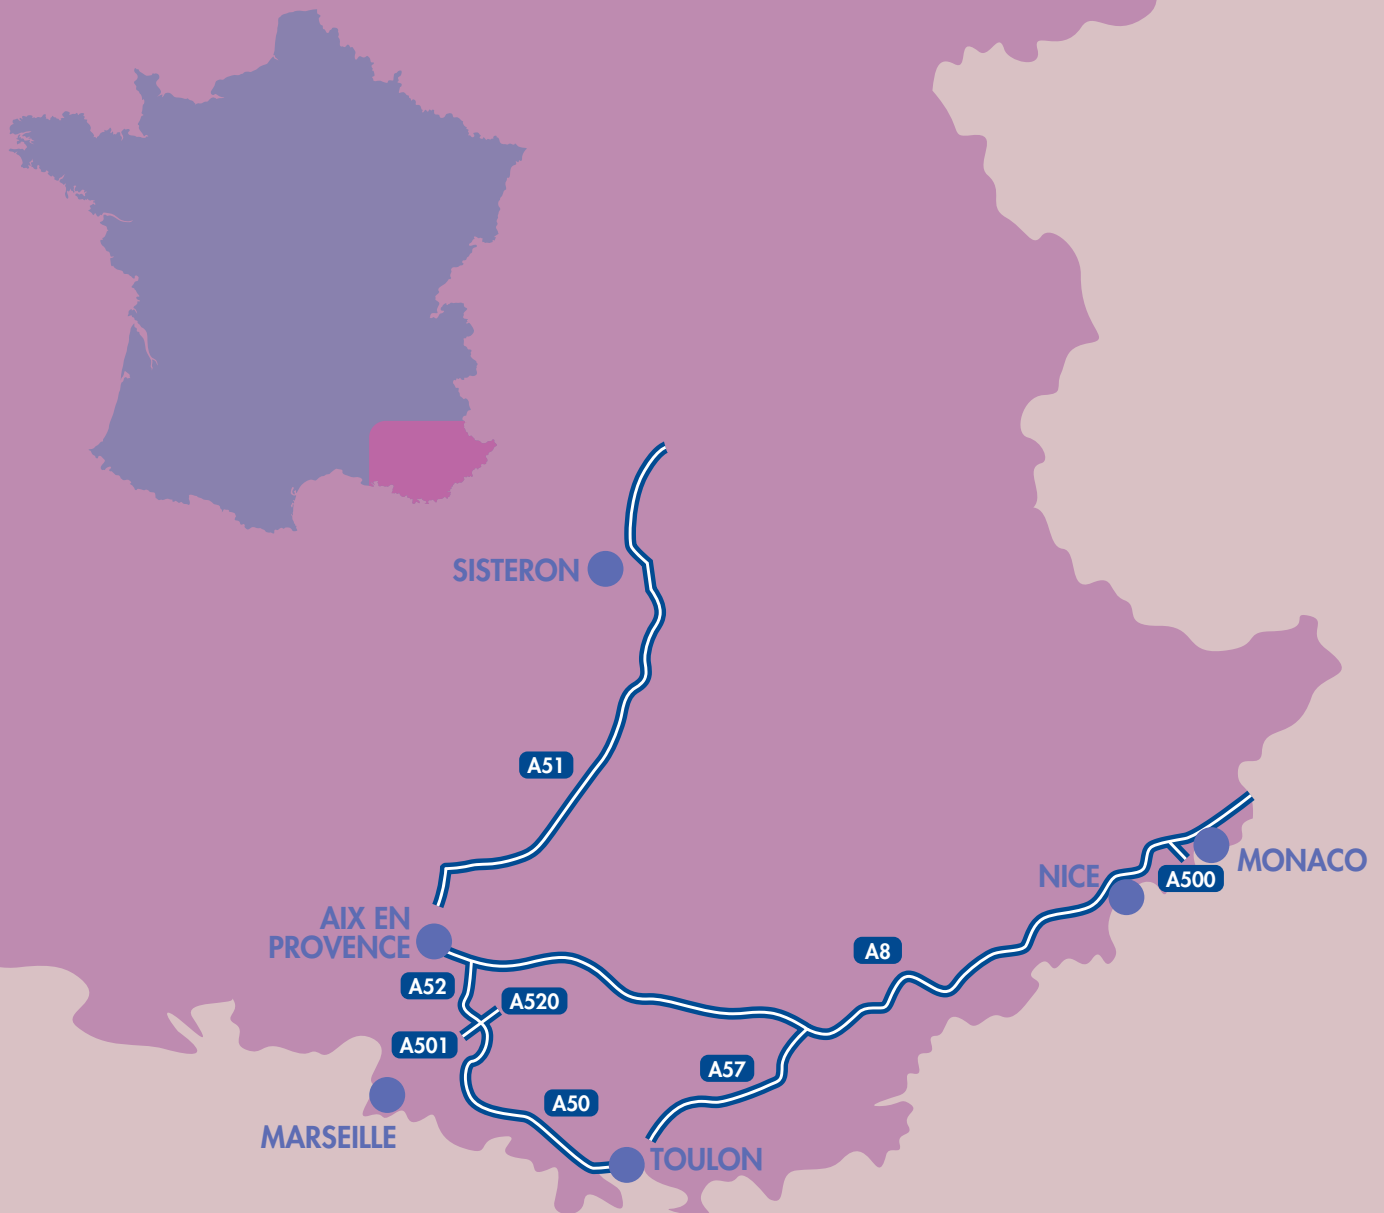 SISTERON
A51
MONACO
NICE
A500
AIX EN
PROVENCE
A8
A52
A520
A501
A57
A50
MARSEILLE
TOULON